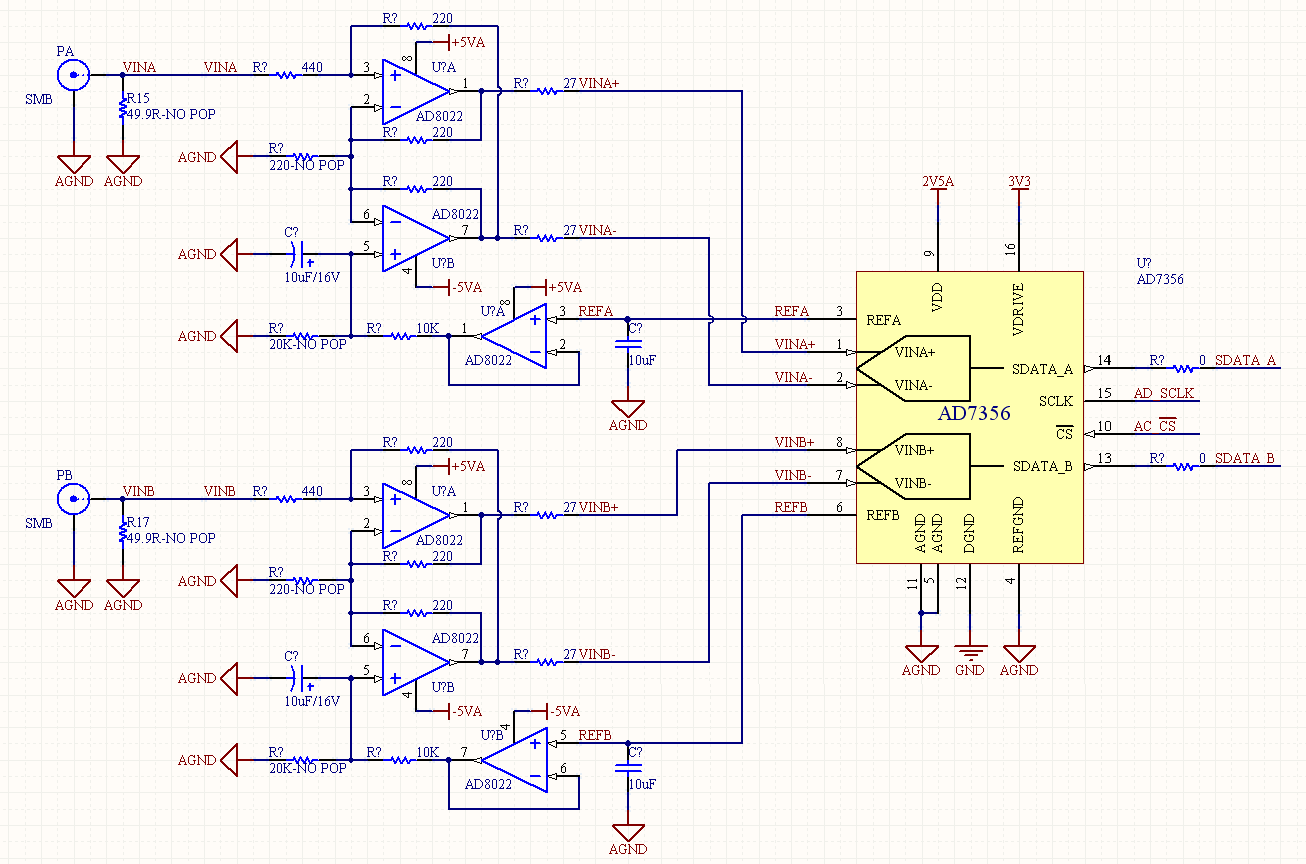 R? 220
+5VA
PA
VINA VINA R? 440 3 8 U?A 1 R? 27 VINA+
SMB
R15
49.9R-NO POP
2
AD8022
R? 220
AGND R?
220-NO POP
AGND AGND
R? 220
6 AD8022 7 R? 27 VINA-
C?
AGND 5
10uF/16V
4 U?B
-5VA
+5VA
8
U?A 3 REFA REFA 3
AGND R?
20K-NO POP
R? 10K 1
AD8022
2
C?
10uF
AGND
VINA+ 1
VINA- 2
2V5A 3V3
9 16
U?
AD7356
VDD VDRIVE
REFA
VINA+
VINA-
SDATA_A 14 R? 0 SDATA_A
SCLK 15 AD_SCLK
AD7356
CS 10 AC_CS
SDATA_B 13 R? 0 SDATA_B
VINB+
VINB-
REFB
AGND AGND DGND REFGND
11 5 12 4
AGND GND AGND
VINB+ 8
VINB- 7
REFB 6
R? 220
+5VA
PB
VINB VINB R? 440 3 8 U?A 1 R? 27 VINB+
SMB
R17
49.9R-NO POP
2
AD8022
R? 220
AGND R?
220-NO POP
AGND AGND
R? 220
6 AD8022 7 R? 27 VINB-
C?
AGND 5
10uF/16V
4 U?B
-5VA
-5VA
4
U?B 5 REFB
AGND R?
20K-NO POP
R? 10K 7
AD8022
6
C?
10uF
AGND